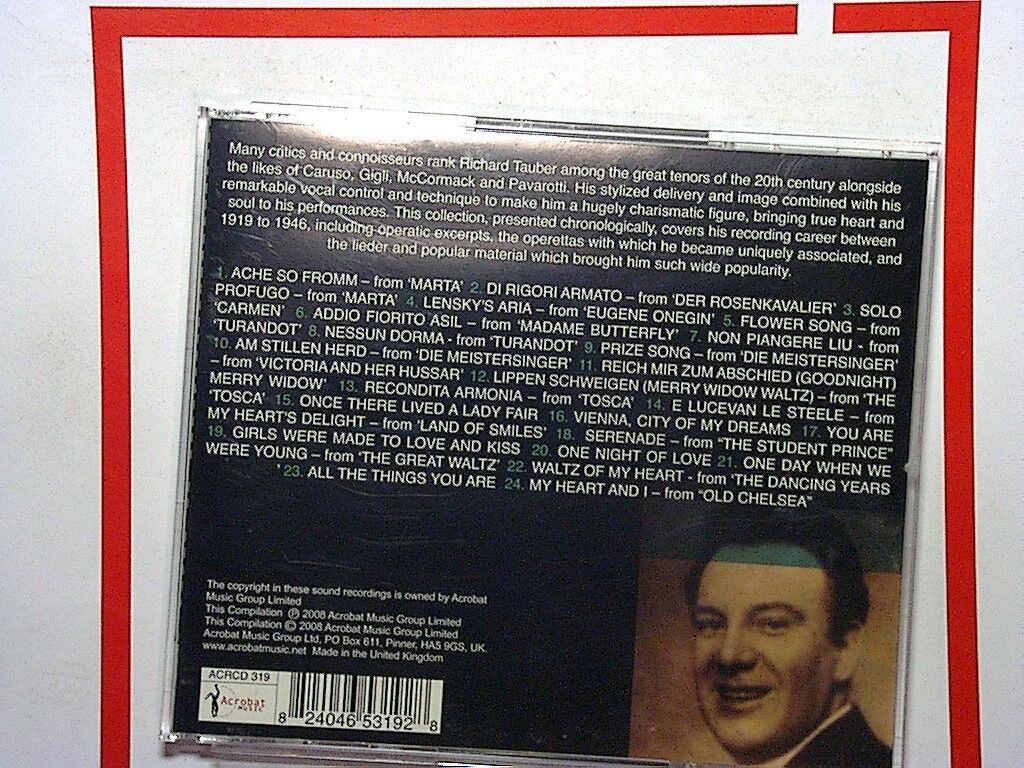 Many critics and connoisseurs rank Richard Tauber among the great tenors of the 20th century alongside
the likes of Caruso, Gigli, McCormack and Pavarotti. His stylized delivery and image combined with his
remarkable vocal control and technique to make him a hugely charismatic figure, bringing true heart and
soul to his performances. This collection, presented chronologically, covers his recording career between
1919 to 1946, including operatic excerpts, the operettas with which he became uniquely associated, and
the lieder and popular material which brought him such wide popularity.
1. ACHE SO FROMM – from 'MARTA' 2. DI RIGORI ARMATO – from 'DER ROSENKAVALIER' 3. SOLO
PROFUGO – from 'MARTA' 4. LENSKY'S ARIA – from 'EUGENE ONEGIN' 5. FLOWER SONG – from
'CARMEN' 6. ADDIO FIORITO ASIL – from 'MADAME BUTTERFLY' 7. NON PIANGERE LIU - from
'TURANDOT' 8. NESSUN DORMA - from 'TURANDOT' 9. PRIZE SONG – from 'DIE MEISTERSINGER'
10. AM STILLEN HERD – from 'DIE MEISTERSINGER' 11. REICH MIR ZUM ABSCHIED (GOODNIGHT)
– from 'VICTORIA AND HER HUSSAR' 12. LIPPEN SCHWEIGEN (MERRY WIDOW WALTZ) – from 'THE
MERRY WIDOW' 13. RECONDITA ARMONIA – from 'TOSCA' 14. E LUCEVAN LE STEELE – from
'TOSCA' 15. ONCE THERE LIVED A LADY FAIR 16. VIENNA, CITY OF MY DREAMS 17. YOU ARE
MY HEART'S DELIGHT – from 'LAND OF SMILES' 18. SERENADE – from "THE STUDENT PRINCE"
19. GIRLS WERE MADE TO LOVE AND KISS 20. ONE NIGHT OF LOVE 21. ONE DAY WHEN WE
WERE YOUNG – from 'THE GREAT WALTZ' 22. WALTZ OF MY HEART - from 'THE DANCING YEARS
' 23. ALL THE THINGS YOU ARE 24. MY HEART AND I – from "OLD CHELSEA"
The copyright in these sound recordings is owned by Acrobat
Music Group Limited
This Compilation Ⓟ 2008 Acrobat Music Group Limited
This Compilation © 2008 Acrobat Music Group Limited
Acrobat Music Group Ltd, PO Box 611, Pinner, HA5 9GS, UK.
www.acrobatmusic.net Made in the United Kingdom
ACRCD 319
Acrobat
MUSIC
8 24046 53192 8